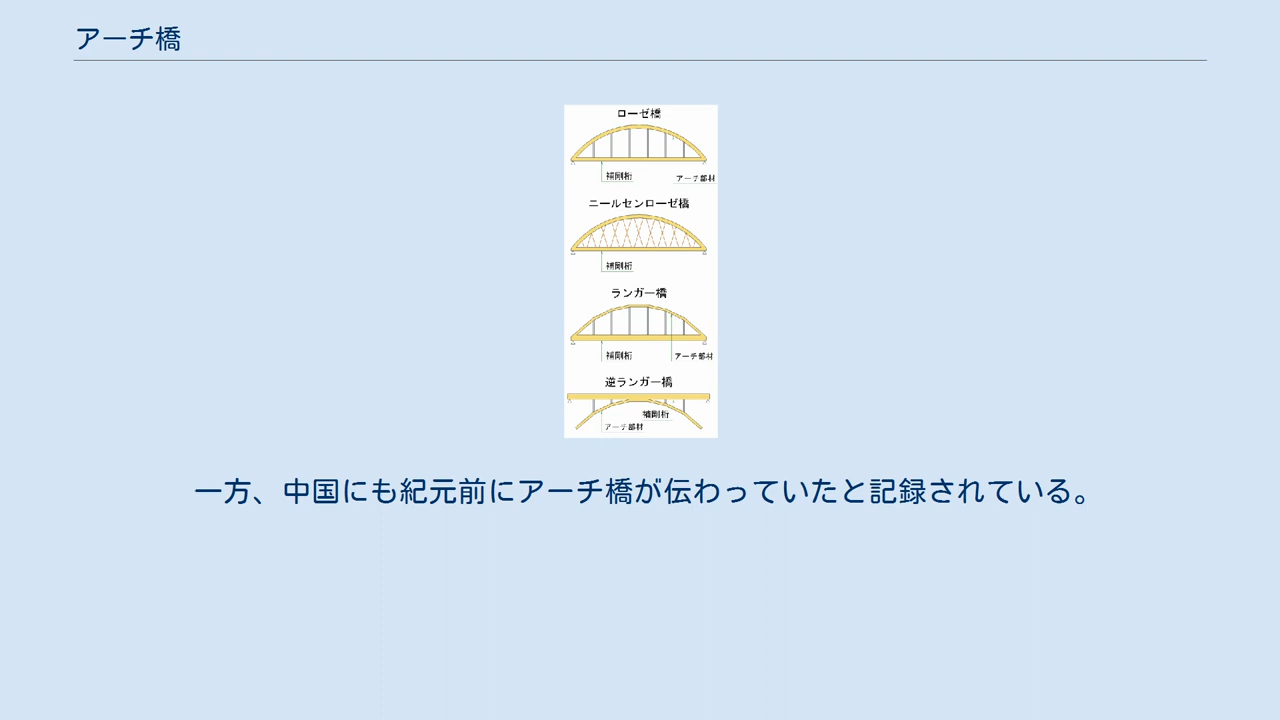 アーチ橋
ローゼ橋
補剛桁
アーチ部材
ニールセンローゼ橋
補剛桁
ランガー橋
補剛桁
アーチ部材
逆ランガー橋
補剛桁
アーチ部材
一方、中国にも紀元前にアーチ橋が伝わっていたと記録されている。